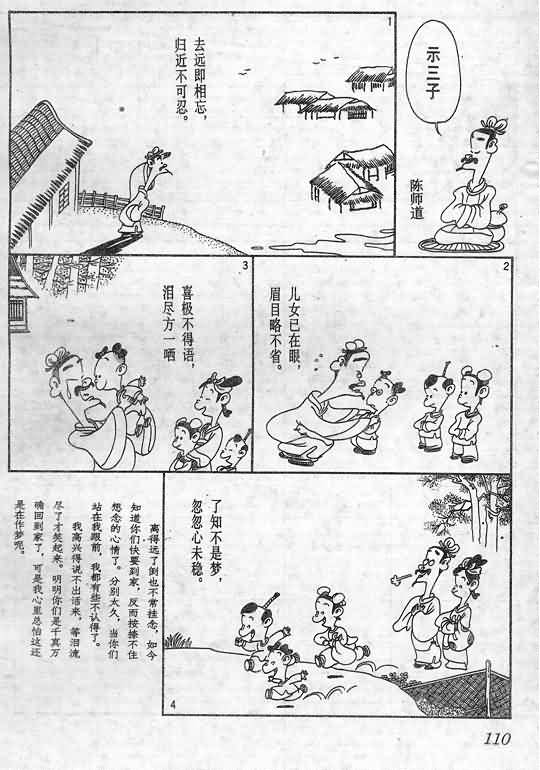 示三子
陈师道
1
去远即相忘，
归近不可忍。
2
儿女已在眼，
眉目略不省。
3
喜极不得语，
泪尽方一哂
4
了知不是梦，
忽忽心未稳。
离得远了倒也不常挂念，如今
知道你们快要到家，反而按捺不住
想念的心情了。分别太久，当你们
站在我跟前，我都有些不认得了。
我高兴得说不出话来，等泪流
尽了才笑起来。明明你们是千真万
确回到家了，可是我心里总怕这还
是在作梦呢。
110